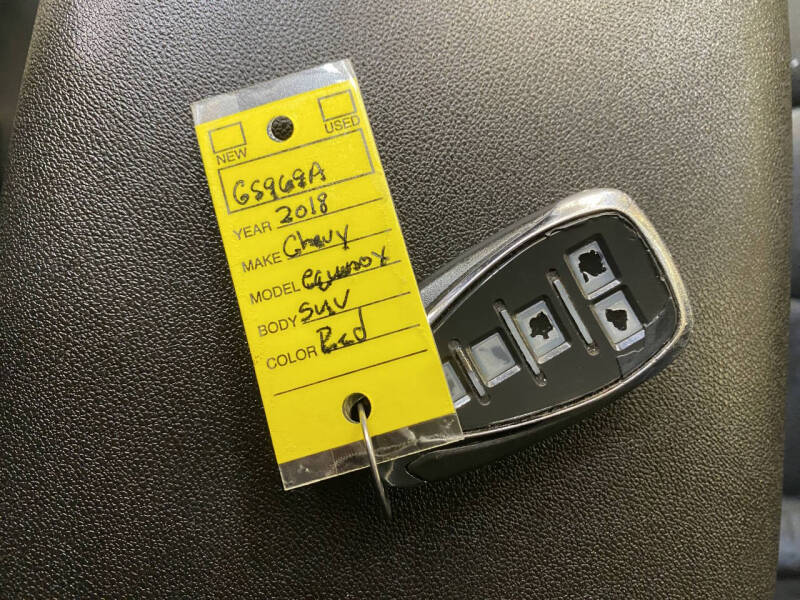 NEW USED
GS969A
YEAR 2018
MAKE Chevy
MODEL equinox
BODY SUV
COLOR Red